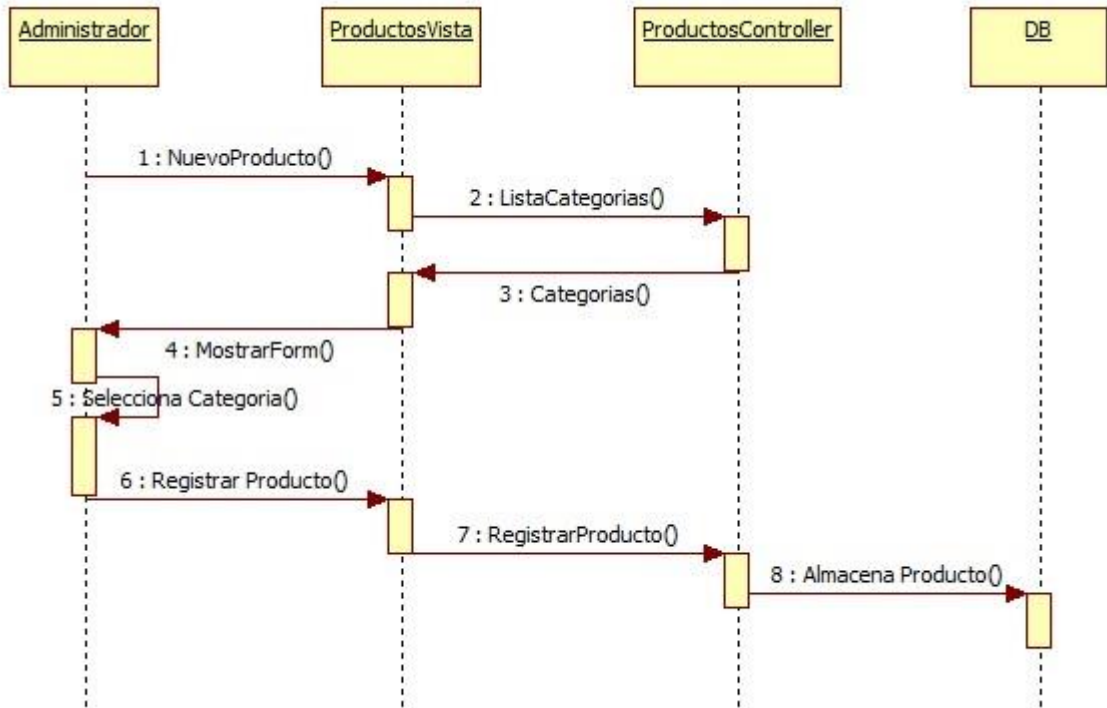 Administrador
ProductosVista
ProductosController
DB
1 : NuevoProducto()
2 : ListaCategorias()
3 : Categorias()
4 : MostrarForm()
5 : Selecciona Categoria()
6 : Registrar Producto()
7 : RegistrarProducto()
8 : Almacena Producto()